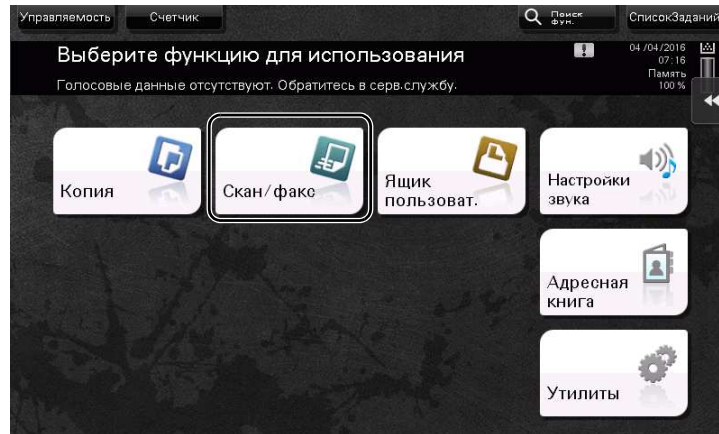 Управляемость
Счетчик
Поиск
фун.
СписокЗаданий
Выберите функцию для использования
04/04/2016
07:16
Память
100 %
Голосовые данные отсутствуют. Обратитесь в серв.службу.
Копия
Скан/факс
Ящик
пользоват.
Настройки
звука
Адресная
книга
Утилиты